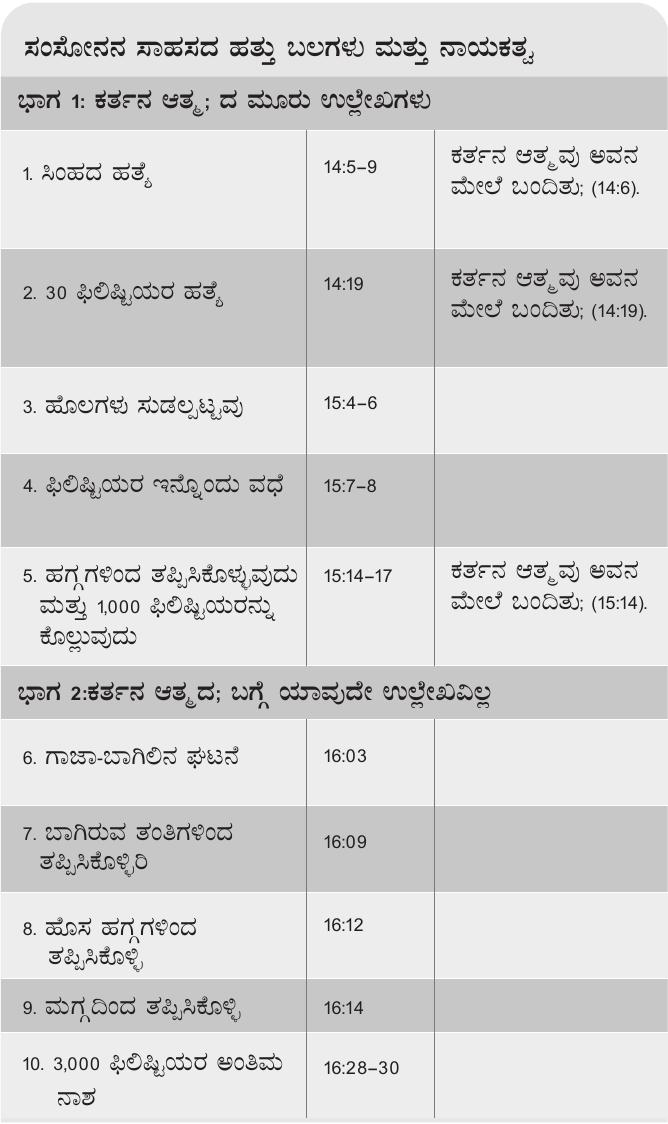 ಸಂಸೋನನ ಸಾಹಸದ ಹತ್ತು ಬಲಗಳು ಮತ್ತು ನಾಯಕತ್ವ
ಭಾಗ 1: ಕರ್ತನ ಆತ್ಮ; ದ ಮೂರು ಉಲ್ಲೇಖಗಳು
1. ಸಿಂಹದ ಹತ್ಯೆ 14:5–9 ಕರ್ತನ ಆತ್ಮವು ಅವನ
ಮೇಲೆ ಬಂದಿತು; (14:6).
2. 30 ಫಿಲಿಷ್ಟಿಯರ ಹತ್ಯೆ 14:19 ಕರ್ತನ ಆತ್ಮವು ಅವನ
ಮೇಲೆ ಬಂದಿತು; (14:19).
3. ಹೊಲಗಳು ಸುಡಲ್ಪಟ್ಟವು 15:4–6
4. ಫಿಲಿಷ್ಟಿಯರ ಇನ್ನೊಂದು ವಧೆ 15:7–8
5. ಹಗ್ಗಗಳಿಂದ ತಪ್ಪಿಸಿಕೊಳ್ಳುವುದು 15:14–17 ಕರ್ತನ ಆತ್ಮವು ಅವನ
ಮತ್ತು 1,000 ಫಿಲಿಷ್ಟಿಯರನ್ನು ಮೇಲೆ ಬಂದಿತು; (15:14).
ಕೊಲ್ಲುವುದು
ಭಾಗ 2:ಕರ್ತನ ಆತ್ಮದ; ಬಗ್ಗೆ ಯಾವುದೇ ಉಲ್ಲೇಖವಿಲ್ಲ
6. ಗಾಜಾ-ಬಾಗಿಲಿನ ಘಟನೆ 16:03
7. ಬಾಗಿರುವ ತಂತಿಗಳಿಂದ 16:09
ತಪ್ಪಿಸಿಕೊಳ್ಳಿರಿ
8. ಹೊಸ ಹಗ್ಗಗಳಿಂದ 16:12
ತಪ್ಪಿಸಿಕೊಳ್ಳಿ
9. ಮಗ್ಗದಿಂದ ತಪ್ಪಿಸಿಕೊಳ್ಳಿ 16:14
10. 3,000 ಫಿಲಿಷ್ಟಿಯರ ಅಂತಿಮ 16:28–30
ನಾಶ